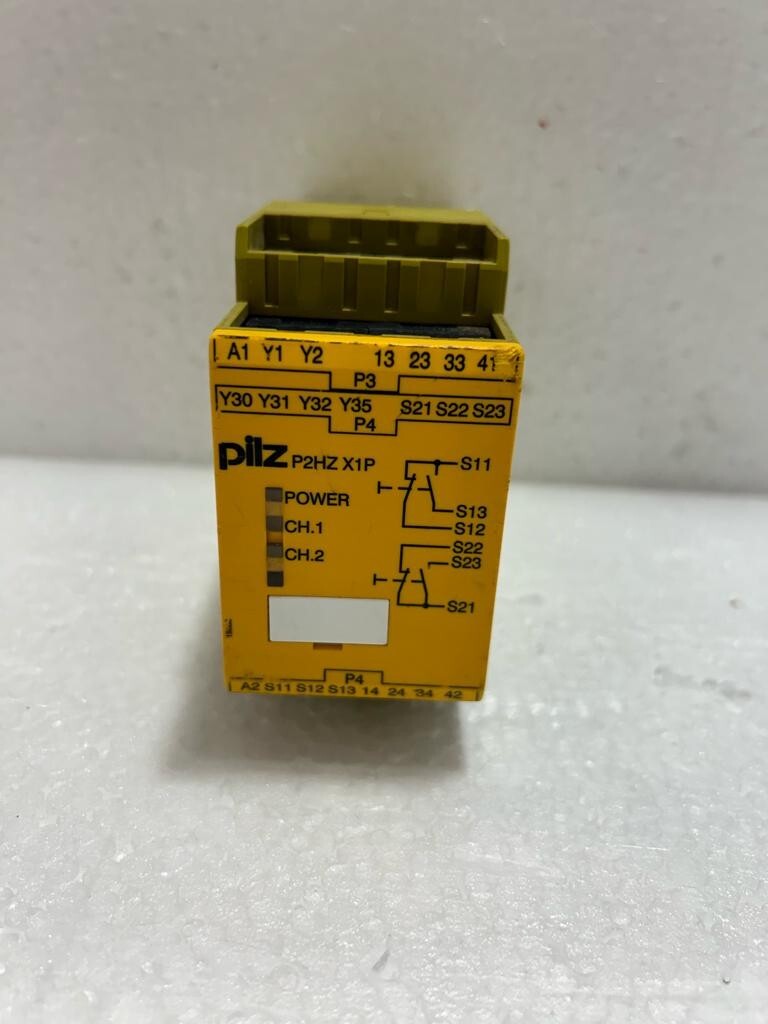 A1 Y1 Y2 13 23 33 41
P3
Y30 Y31 Y32 Y35 S21 S22 S23
P4
pilz P2HZ X1P
POWER
CH.1
CH.2
S11
S13
S12
S22
S23
S21
P4
A2 S11 S12 S13 14 24 34 42